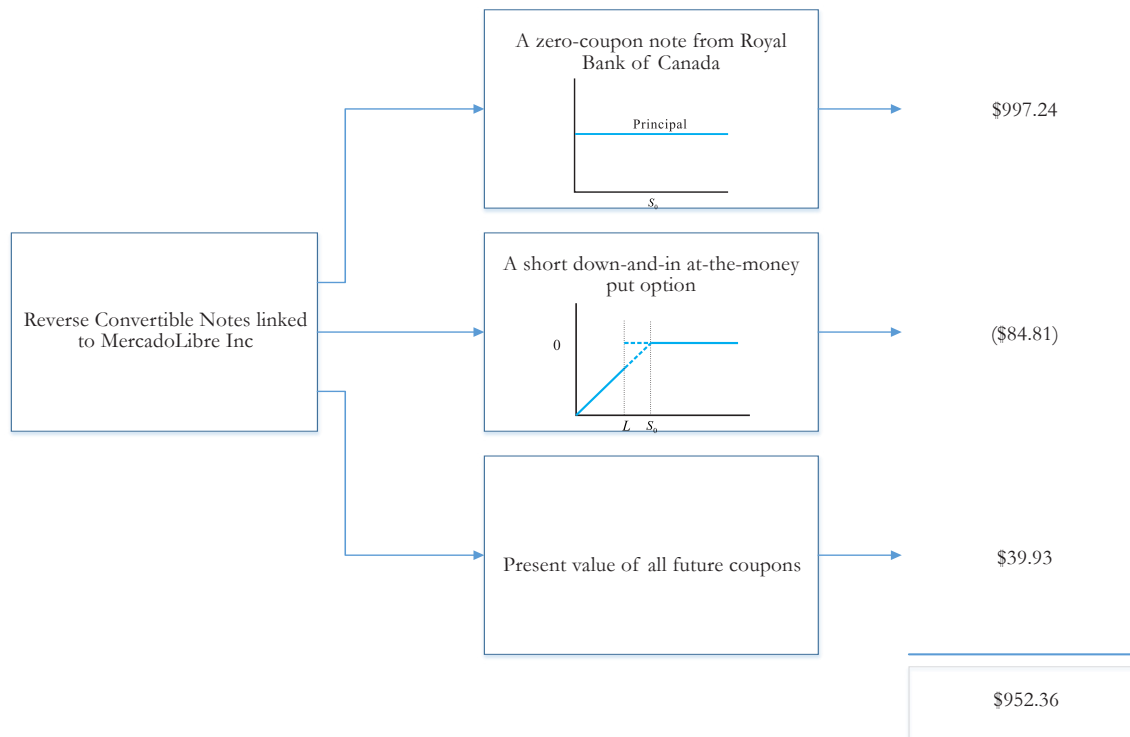 A zero-coupon note from Royal
Bank of Canada
Principal
S₀
$997.24
Reverse Convertible Notes linked
to MercadoLibre Inc
A short down-and-in at-the-money
put option
0
L S₀
($84.81)
Present value of all future coupons
$39.93
$952.36